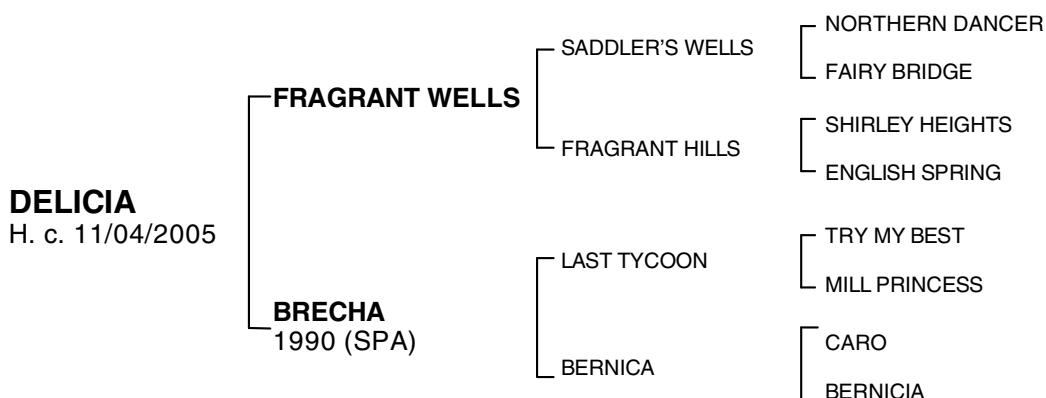 NORTHERN DANCER
SADDLER'S WELLS
FAIRY BRIDGE
FRAGRANT WELLS
SHIRLEY HEIGHTS
FRAGRANT HILLS
ENGLISH SPRING
DELICIA
H. c. 11/04/2005
TRY MY BEST
LAST TYCOON
MILL PRINCESS
BRECHA
1990 (SPA)
CARO
BERNICA
BERNICIA